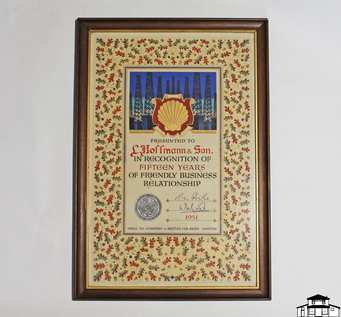 PRESENTED TO
L. Hoffmann & Son.
IN RECOGNITION OF
FIFTEEN YEARS
OF FRIENDLY BUSINESS
RELATIONSHIP
1951
SHELL OIL COMPANY OF BRITISH COLUMBIA LIMITED